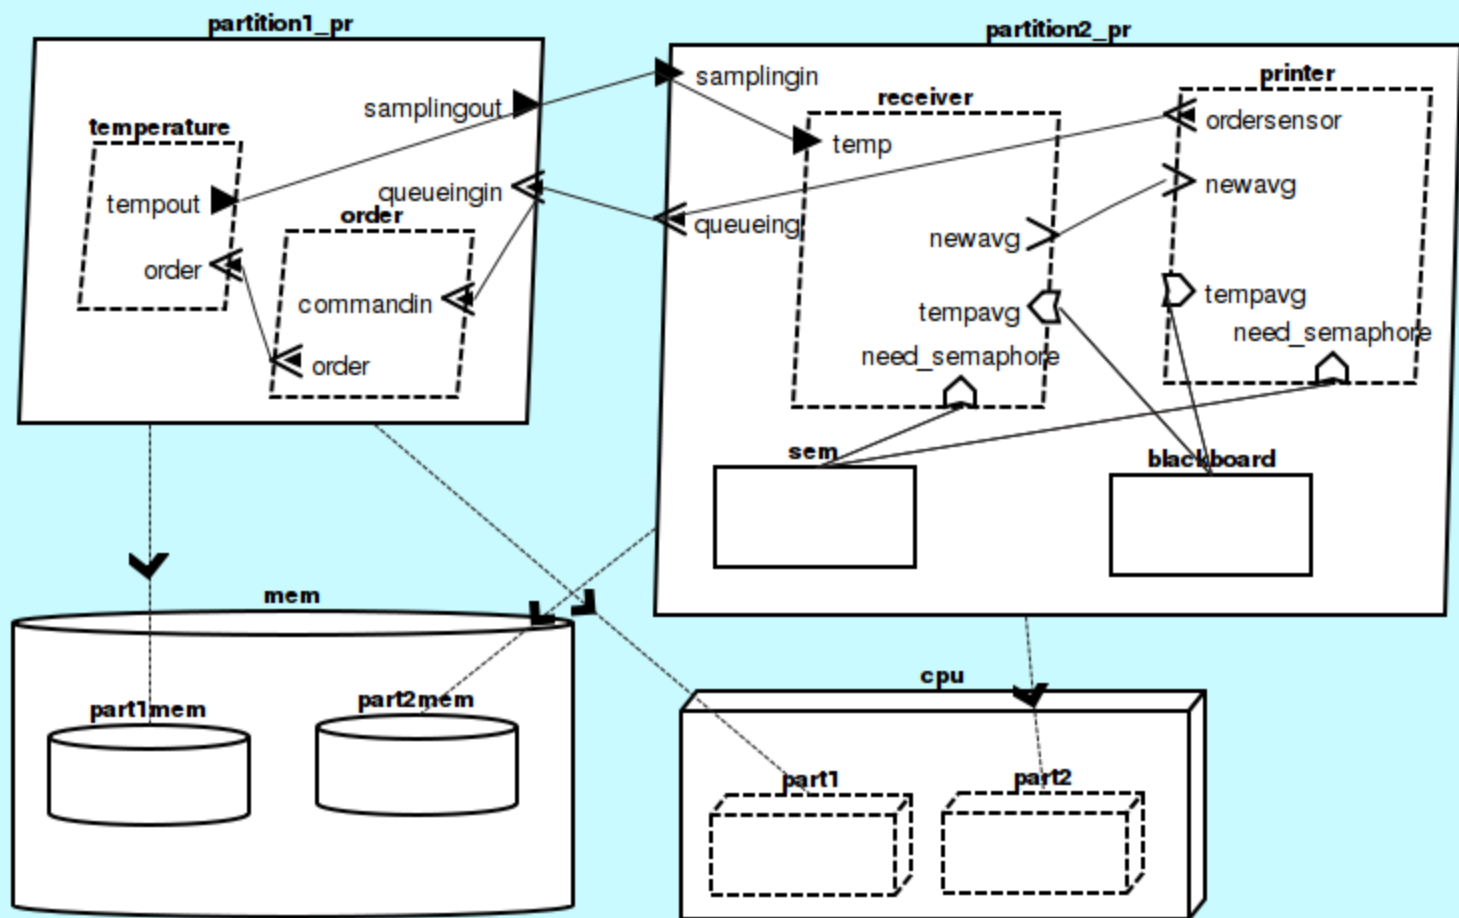 partition1_pr
partition2_pr
samplingout
temperature
tempout
queueingin
order
order
commandin
order
samplingin
receiver
printer
temp
ordersensor
newavg
queueing
newavg
tempavg
tempavg
need_semaphore
need_semaphore
sem
blackboard
mem
part1mem
part2mem
cpu
part1
part2